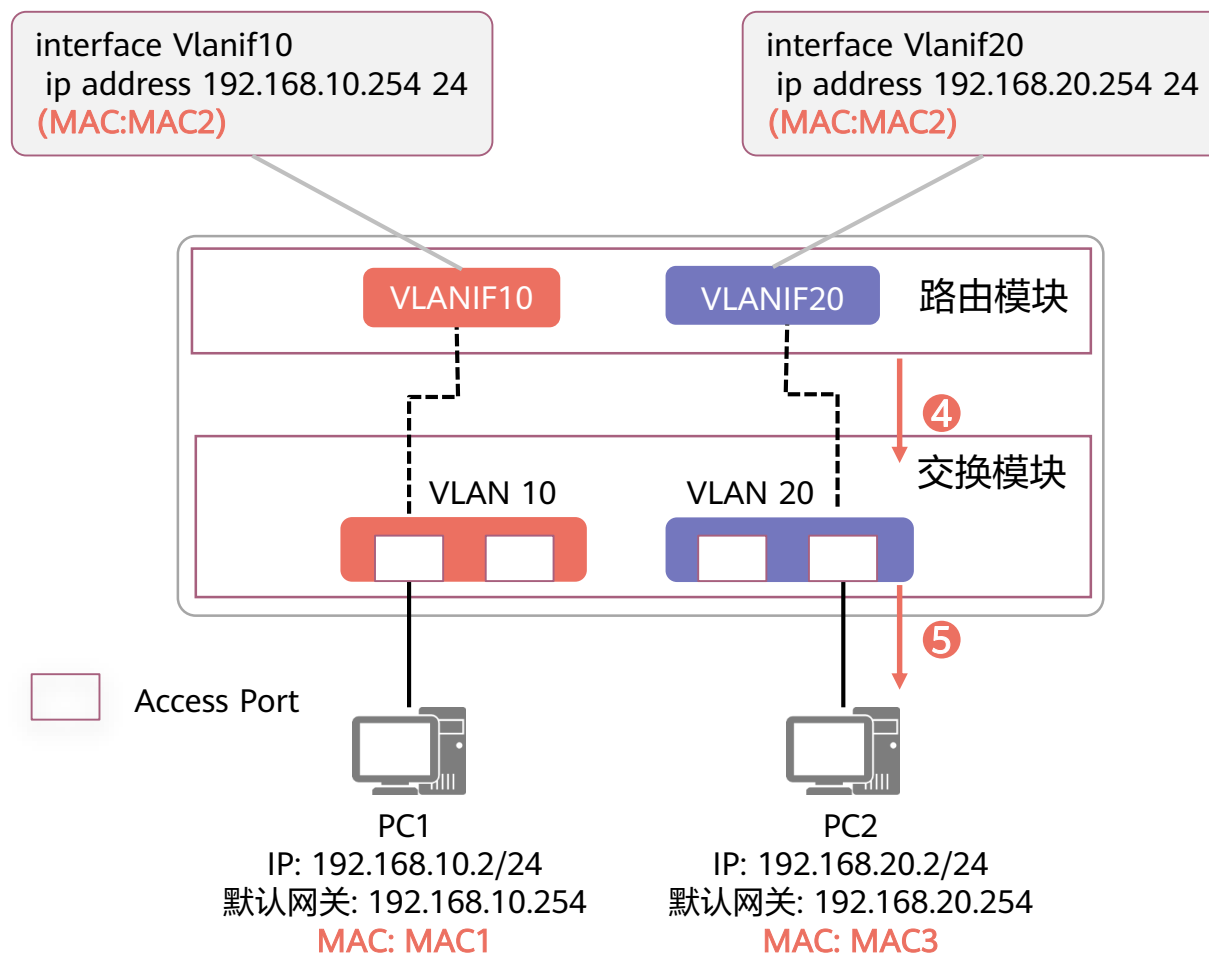 interface Vlanif10
ip address 192.168.10.254 24
(MAC:MAC2)
interface Vlanif20
ip address 192.168.20.254 24
(MAC:MAC2)
VLANIF10
VLANIF20
路由模块
4
交换模块
VLAN 10
VLAN 20
5
Access Port
PC1
IP: 192.168.10.2/24
默认网关: 192.168.10.254
MAC: MAC1
PC2
IP: 192.168.20.2/24
默认网关: 192.168.20.254
MAC: MAC3